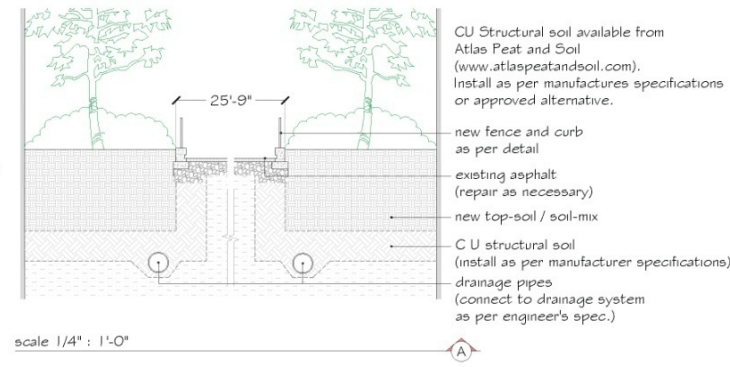 CU Structural soil available from
Atlas Peat and Soil
(www.atlaspeatandsoil.com).
Install as per manufactures specifications
or approved alternative.
25'-9"
new fence and curb
as per detail
existing asphalt
(repair as necessary)
new top-soil / soil-mix
C U structural soil
(install as per manufacturer specifications)
drainage pipes
(connect to drainage system
as per engineer's spec.)
scale 1/4" : 1'-0"
A